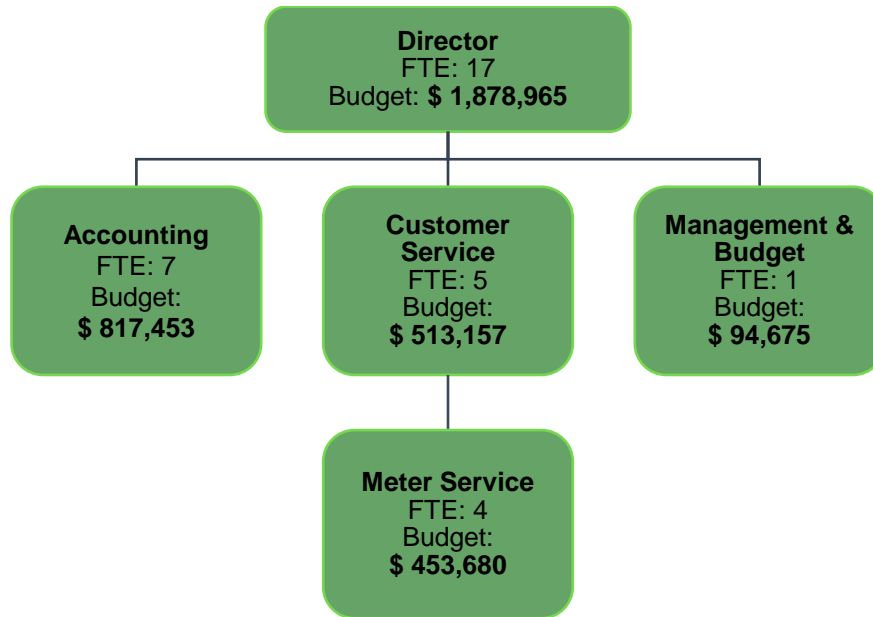 Director
FTE: 17
Budget: $ 1,878,965
Accounting
FTE: 7
Budget:
$ 817,453
Customer
Service
FTE: 5
Budget:
$ 513,157
Management &
Budget
FTE: 1
Budget:
$ 94,675
Meter Service
FTE: 4
Budget:
$ 453,680